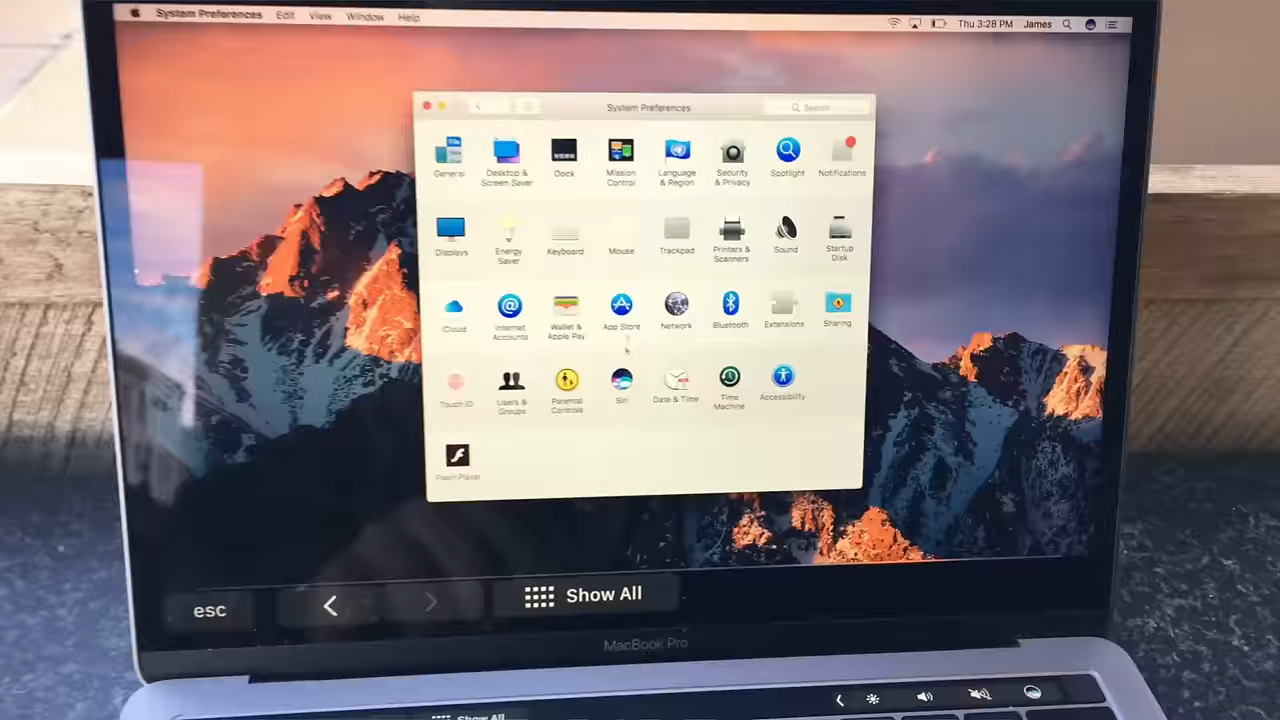 System Preferences Edit View Window Help
Thu 3:28 PM James
System Preferences
Search
General Desktop & Screen Saver Dock Mission Control Language & Region Security & Privacy Spotlight Notifications
Displays Energy Saver Keyboard Mouse Trackpad Printers & Scanners Sound Startup Disk
iCloud Internet Accounts Wallet & Apple Pay App Store Network Bluetooth Extensions Sharing
Touch ID Users & Groups Parental Controls Siri Date & Time Time Machine Accessibility
Flash Player
esc Show All
MacBook Pro
Show All